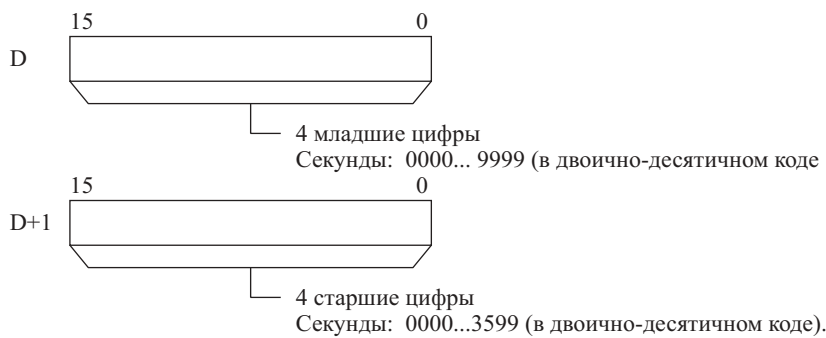 15 0
D
4 младшие цифры
Секунды: 0000... 9999 (в двоично-десятичном коде
15 0
D+1
4 старшие цифры
Секунды: 0000...3599 (в двоично-десятичном коде).